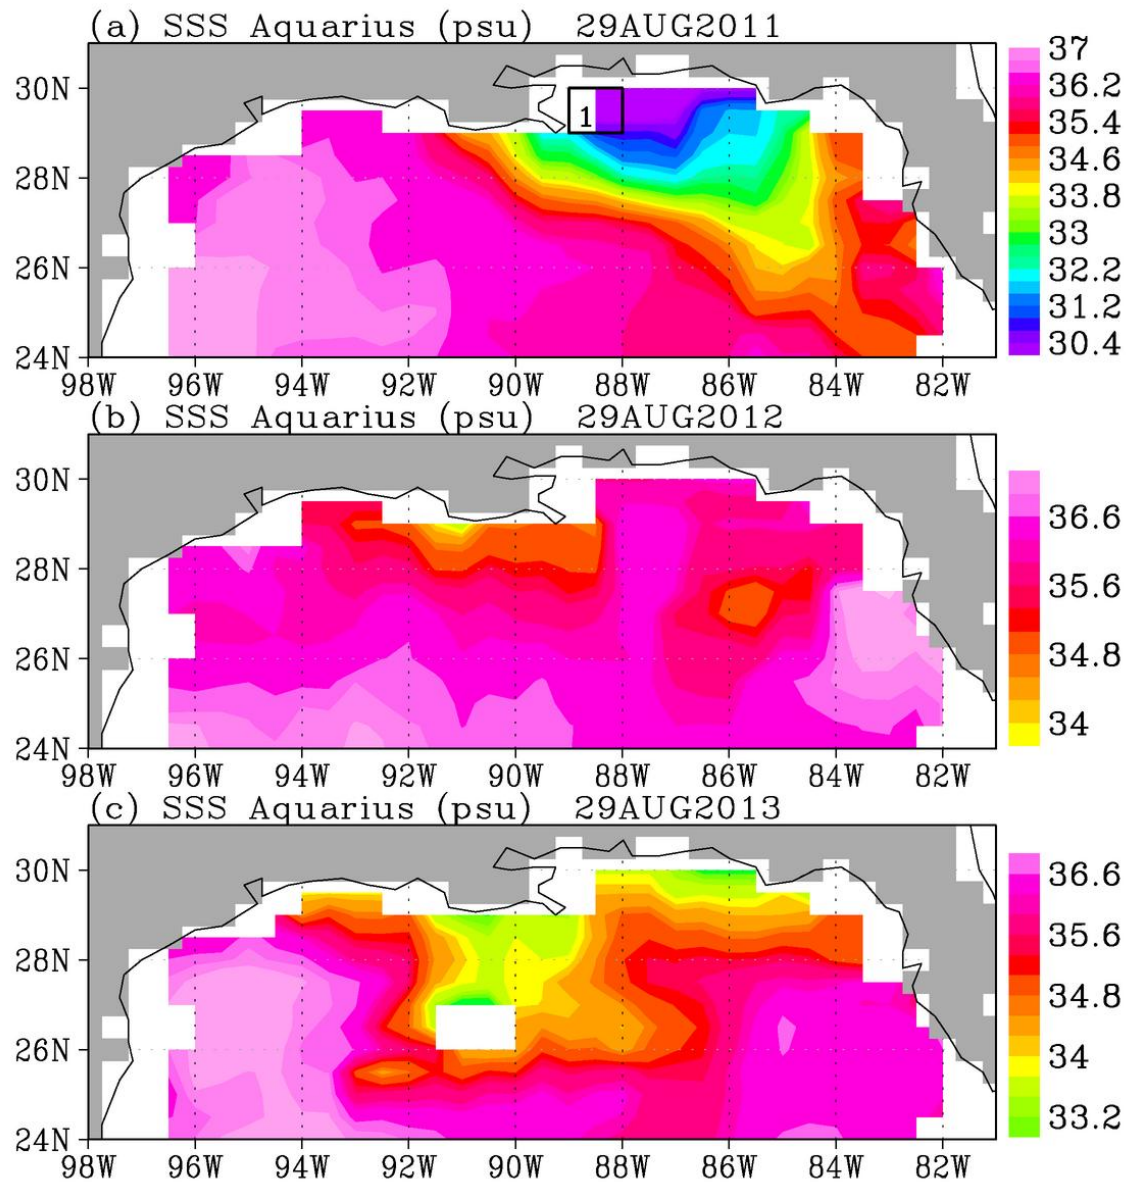 (a) SSS Aquarius (psu) 29AUG2011
30N
28N
26N
24N
98W 96W 94W 92W 90W 88W 86W 84W 82W
1
37
36.2
35.4
34.6
33.8
33
32.2
31.2
30.4
(b) SSS Aquarius (psu) 29AUG2012
30N
28N
26N
24N
98W 96W 94W 92W 90W 88W 86W 84W 82W
36.6
35.6
34.8
34
(c) SSS Aquarius (psu) 29AUG2013
30N
28N
26N
24N
98W 96W 94W 92W 90W 88W 86W 84W 82W
36.6
35.6
34.8
34
33.2